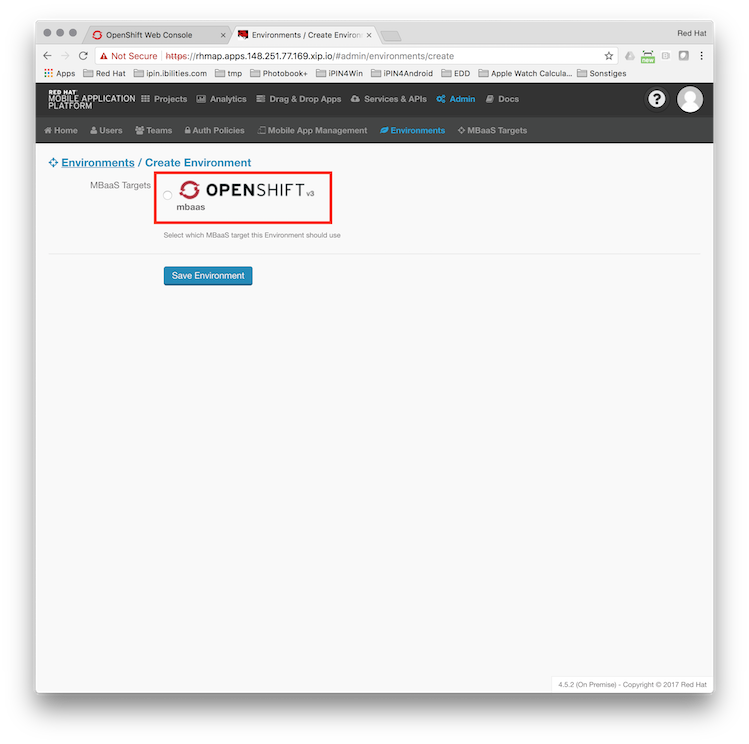 OpenShift Web Console
Environments / Create Environ
Red Hat
Not Secure https://rhmap.apps.148.251.77.169.xip.io/#admin/environments/create
new
Apps Red Hat ipin.ibilities.com tmp Photobook+ iPIN4Win iPIN4Android EDD Apple Watch Calcula... Sonstiges
RED HAT
MOBILE APPLICATION
PLATFORM
Projects Analytics Drag & Drop Apps Services & APIs Admin Docs ?
Home Users Teams Auth Policies Mobile App Management Environments MBaaS Targets
Environments / Create Environment
MBaaS Targets
OPENSHIFT v3
mbaas
Select which MBaaS target this Environment should use
Save Environment
4.5.2 (On Premise) - Copyright © 2017 Red Hat